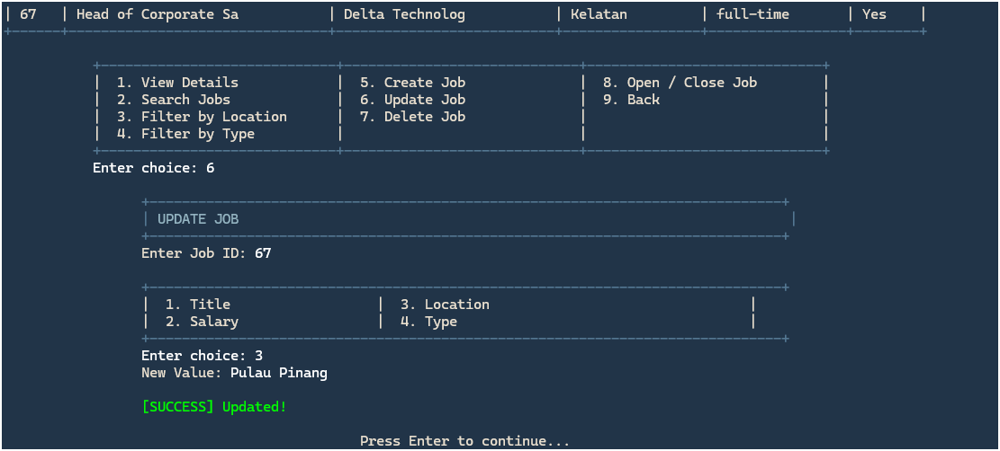 | 67 | Head of Corporate Sa | Delta Technolog | Kelatan | full-time | Yes |
| 1. View Details | 5. Create Job | 8. Open / Close Job |
| 2. Search Jobs | 6. Update Job | 9. Back |
| 3. Filter by Location | 7. Delete Job | |
| 4. Filter by Type | | |
Enter choice: 6
| UPDATE JOB |
Enter Job ID: 67
| 1. Title | 3. Location |
| 2. Salary | 4. Type |
Enter choice: 3
New Value: Pulau Pinang
[SUCCESS] Updated!
Press Enter to continue...